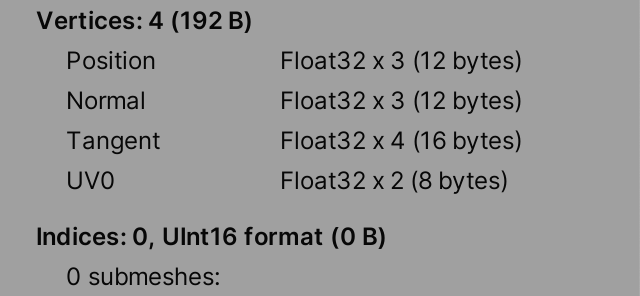 Vertices: 4 (192 B)
Position Float32 x 3 (12 bytes)
Normal Float32 x 3 (12 bytes)
Tangent Float32 x 4 (16 bytes)
UV0 Float32 x 2 (8 bytes)
Indices: 0, UInt16 format (0 B)
0 submeshes: